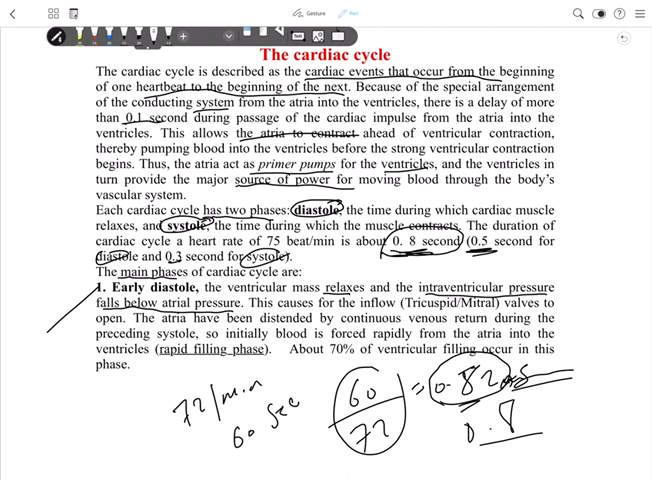 Gesture
Pen
The cardiac cycle
The cardiac cycle is described as the cardiac events that occur from the beginning
of one heartbeat to the beginning of the next. Because of the special arrangement
of the conducting system from the atria into the ventricles, there is a delay of more
than 0.1 second during passage of the cardiac impulse from the atria into the
ventricles. This allows the atria to contract ahead of ventricular contraction,
thereby pumping blood into the ventricles before the strong ventricular contraction
begins. Thus, the atria act as primer pumps for the ventricles, and the ventricles in
turn provide the major source of power for moving blood through the body's
vascular system.
Each cardiac cycle has two phases: diastole, the time during which cardiac muscle
relaxes, and systole, the time during which the muscle contracts. The duration of
cardiac cycle a heart rate of 75 beat/min is about 0. 8 second (0.5 second for
diastole and 0.3 second for systole).
The main phases of cardiac cycle are:
1. Early diastole, the ventricular mass relaxes and the intraventricular pressure
falls below atrial pressure. This causes for the inflow (Tricuspid/Mitral) valves to
open. The atria have been distended by continuous venous return during the
preceding systole, so initially blood is forced rapidly from the atria into the
ventricles (rapid filling phase). About 70% of ventricular filling occur in this
phase.
72/min
60 sec
60
72
= 0.82
0.8